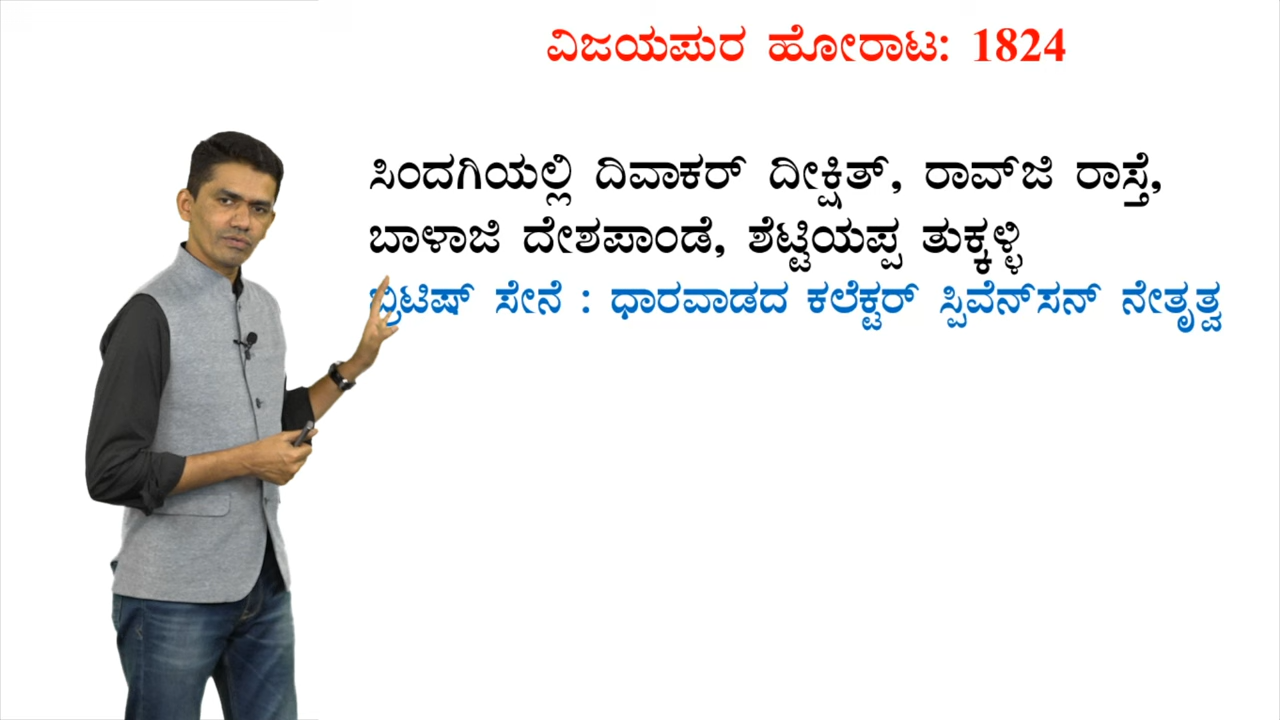 ವಿಜಯಪುರ ಹೋರಾಟ: 1824
ಸಿಂದಗಿಯಲ್ಲಿ ದಿವಾಕರ್ ದೀಕ್ಷಿತ್, ರಾವ್‌ಜಿ ರಾಸ್ತೆ,
ಬಾಳಾಜಿ ದೇಶಪಾಂಡೆ, ಶೆಟ್ಟಿಯಪ್ಪ ತುಕ್ಕಳ್ಳಿ
ಬ್ರಿಟಿಷ್ ಸೇನೆ : ಧಾರವಾಡದ ಕಲೆಕ್ಟರ್ ಸ್ಪಿವೆನ್‌ಸನ್ ನೇತೃತ್ವ